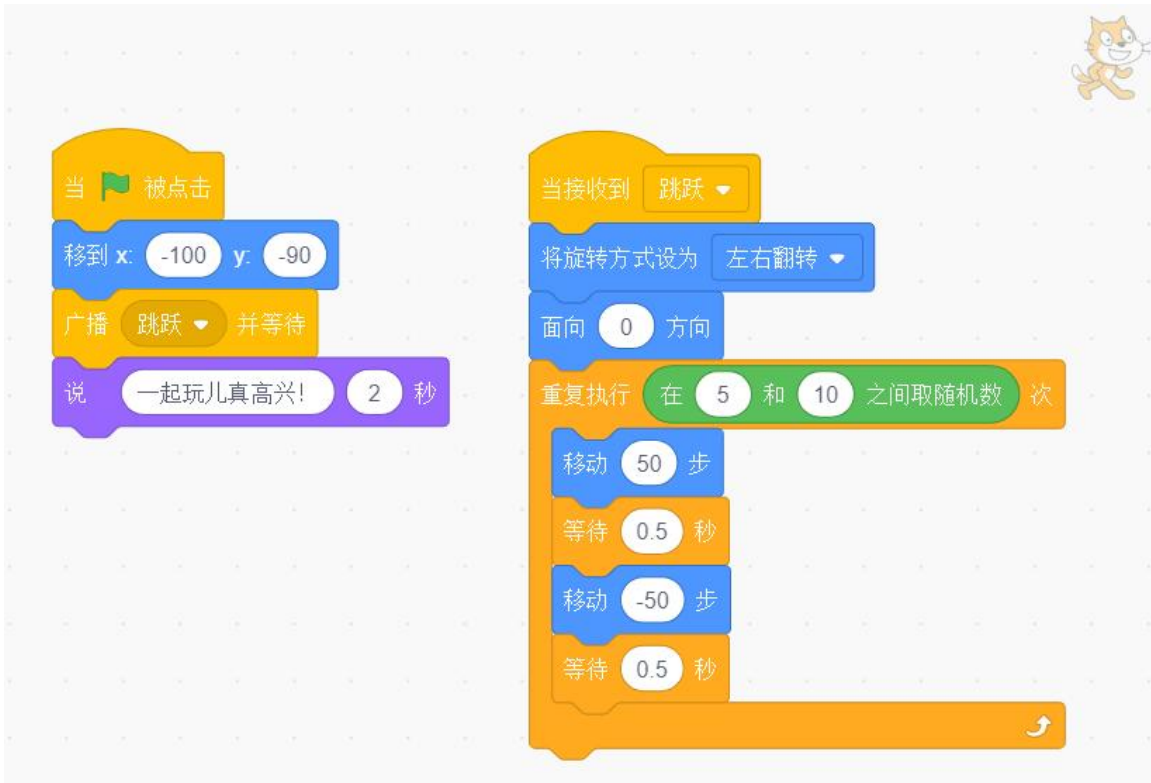 当 被点击
移到 x: -100 y: -90
广播 跳跃 并等待
说 一起玩儿真高兴! 2 秒
当接收到 跳跃
将旋转方式设为 左右翻转
面向 0 方向
重复执行 在 5 和 10 之间取随机数 次
移动 50 步
等待 0.5 秒
移动 -50 步
等待 0.5 秒